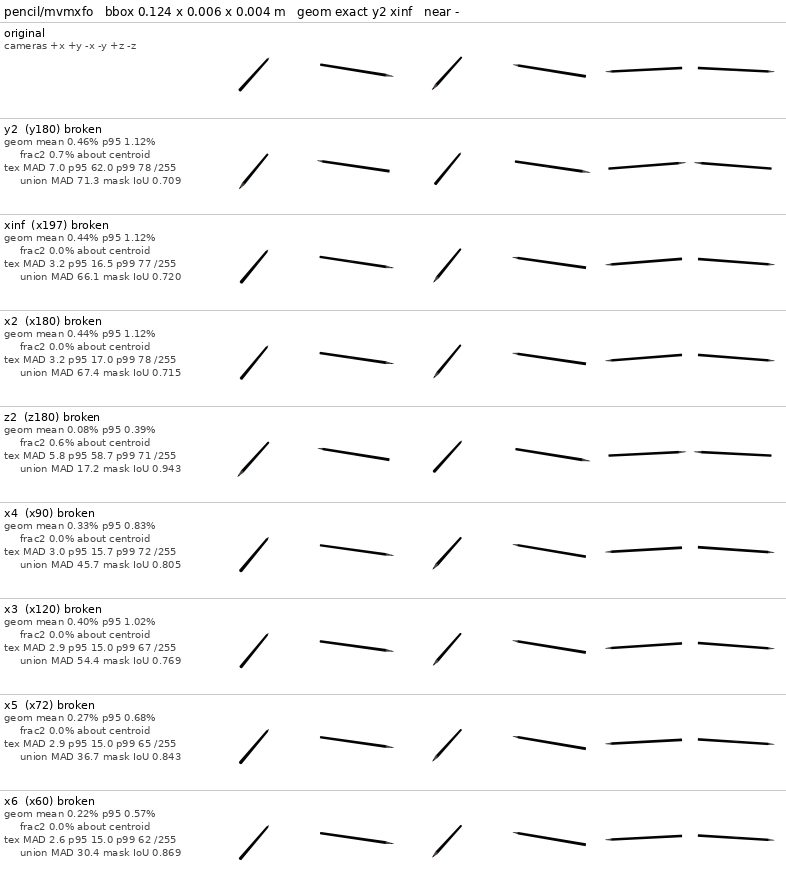 pencil/mvmxfo bbox 0.124 x 0.006 x 0.004 m geom exact y2 xinf near -
original
cameras +x +y -x -y +z -z
y2 (y180) broken
geom mean 0.46% p95 1.12%
frac2 0.7% about centroid
tex MAD 7.0 p95 62.0 p99 78 /255
union MAD 71.3 mask IoU 0.709
xinf (x197) broken
geom mean 0.44% p95 1.12%
frac2 0.0% about centroid
tex MAD 3.2 p95 16.5 p99 77 /255
union MAD 66.1 mask IoU 0.720
x2 (x180) broken
geom mean 0.44% p95 1.12%
frac2 0.0% about centroid
tex MAD 3.2 p95 17.0 p99 78 /255
union MAD 67.4 mask IoU 0.715
z2 (z180) broken
geom mean 0.08% p95 0.39%
frac2 0.6% about centroid
tex MAD 5.8 p95 58.7 p99 71 /255
union MAD 17.2 mask IoU 0.943
x4 (x90) broken
geom mean 0.33% p95 0.83%
frac2 0.0% about centroid
tex MAD 3.0 p95 15.7 p99 72 /255
union MAD 45.7 mask IoU 0.805
x3 (x120) broken
geom mean 0.40% p95 1.02%
frac2 0.0% about centroid
tex MAD 2.9 p95 15.0 p99 67 /255
union MAD 54.4 mask IoU 0.769
x5 (x72) broken
geom mean 0.27% p95 0.68%
frac2 0.0% about centroid
tex MAD 2.9 p95 15.0 p99 65 /255
union MAD 36.7 mask IoU 0.843
x6 (x60) broken
geom mean 0.22% p95 0.57%
frac2 0.0% about centroid
tex MAD 2.6 p95 15.0 p99 62 /255
union MAD 30.4 mask IoU 0.869